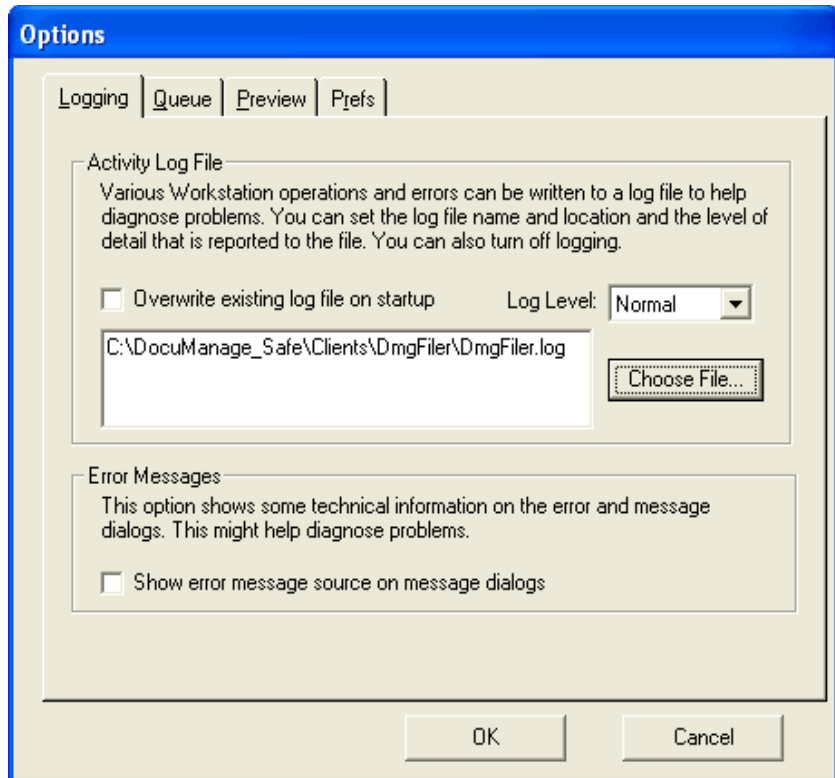 Options
Logging Queue Preview Prefs
Activity Log File
Various Workstation operations and errors can be written to a log file to help
diagnose problems. You can set the log file name and location and the level of
detail that is reported to the file. You can also turn off logging.
Overwrite existing log file on startup Log Level: Normal
C:\DocuManage_Safe\Clients\DmgFiler\DmgFiler.log
Choose File...
Error Messages
This option shows some technical information on the error and message
dialogs. This might help diagnose problems.
Show error message source on message dialogs
OK Cancel